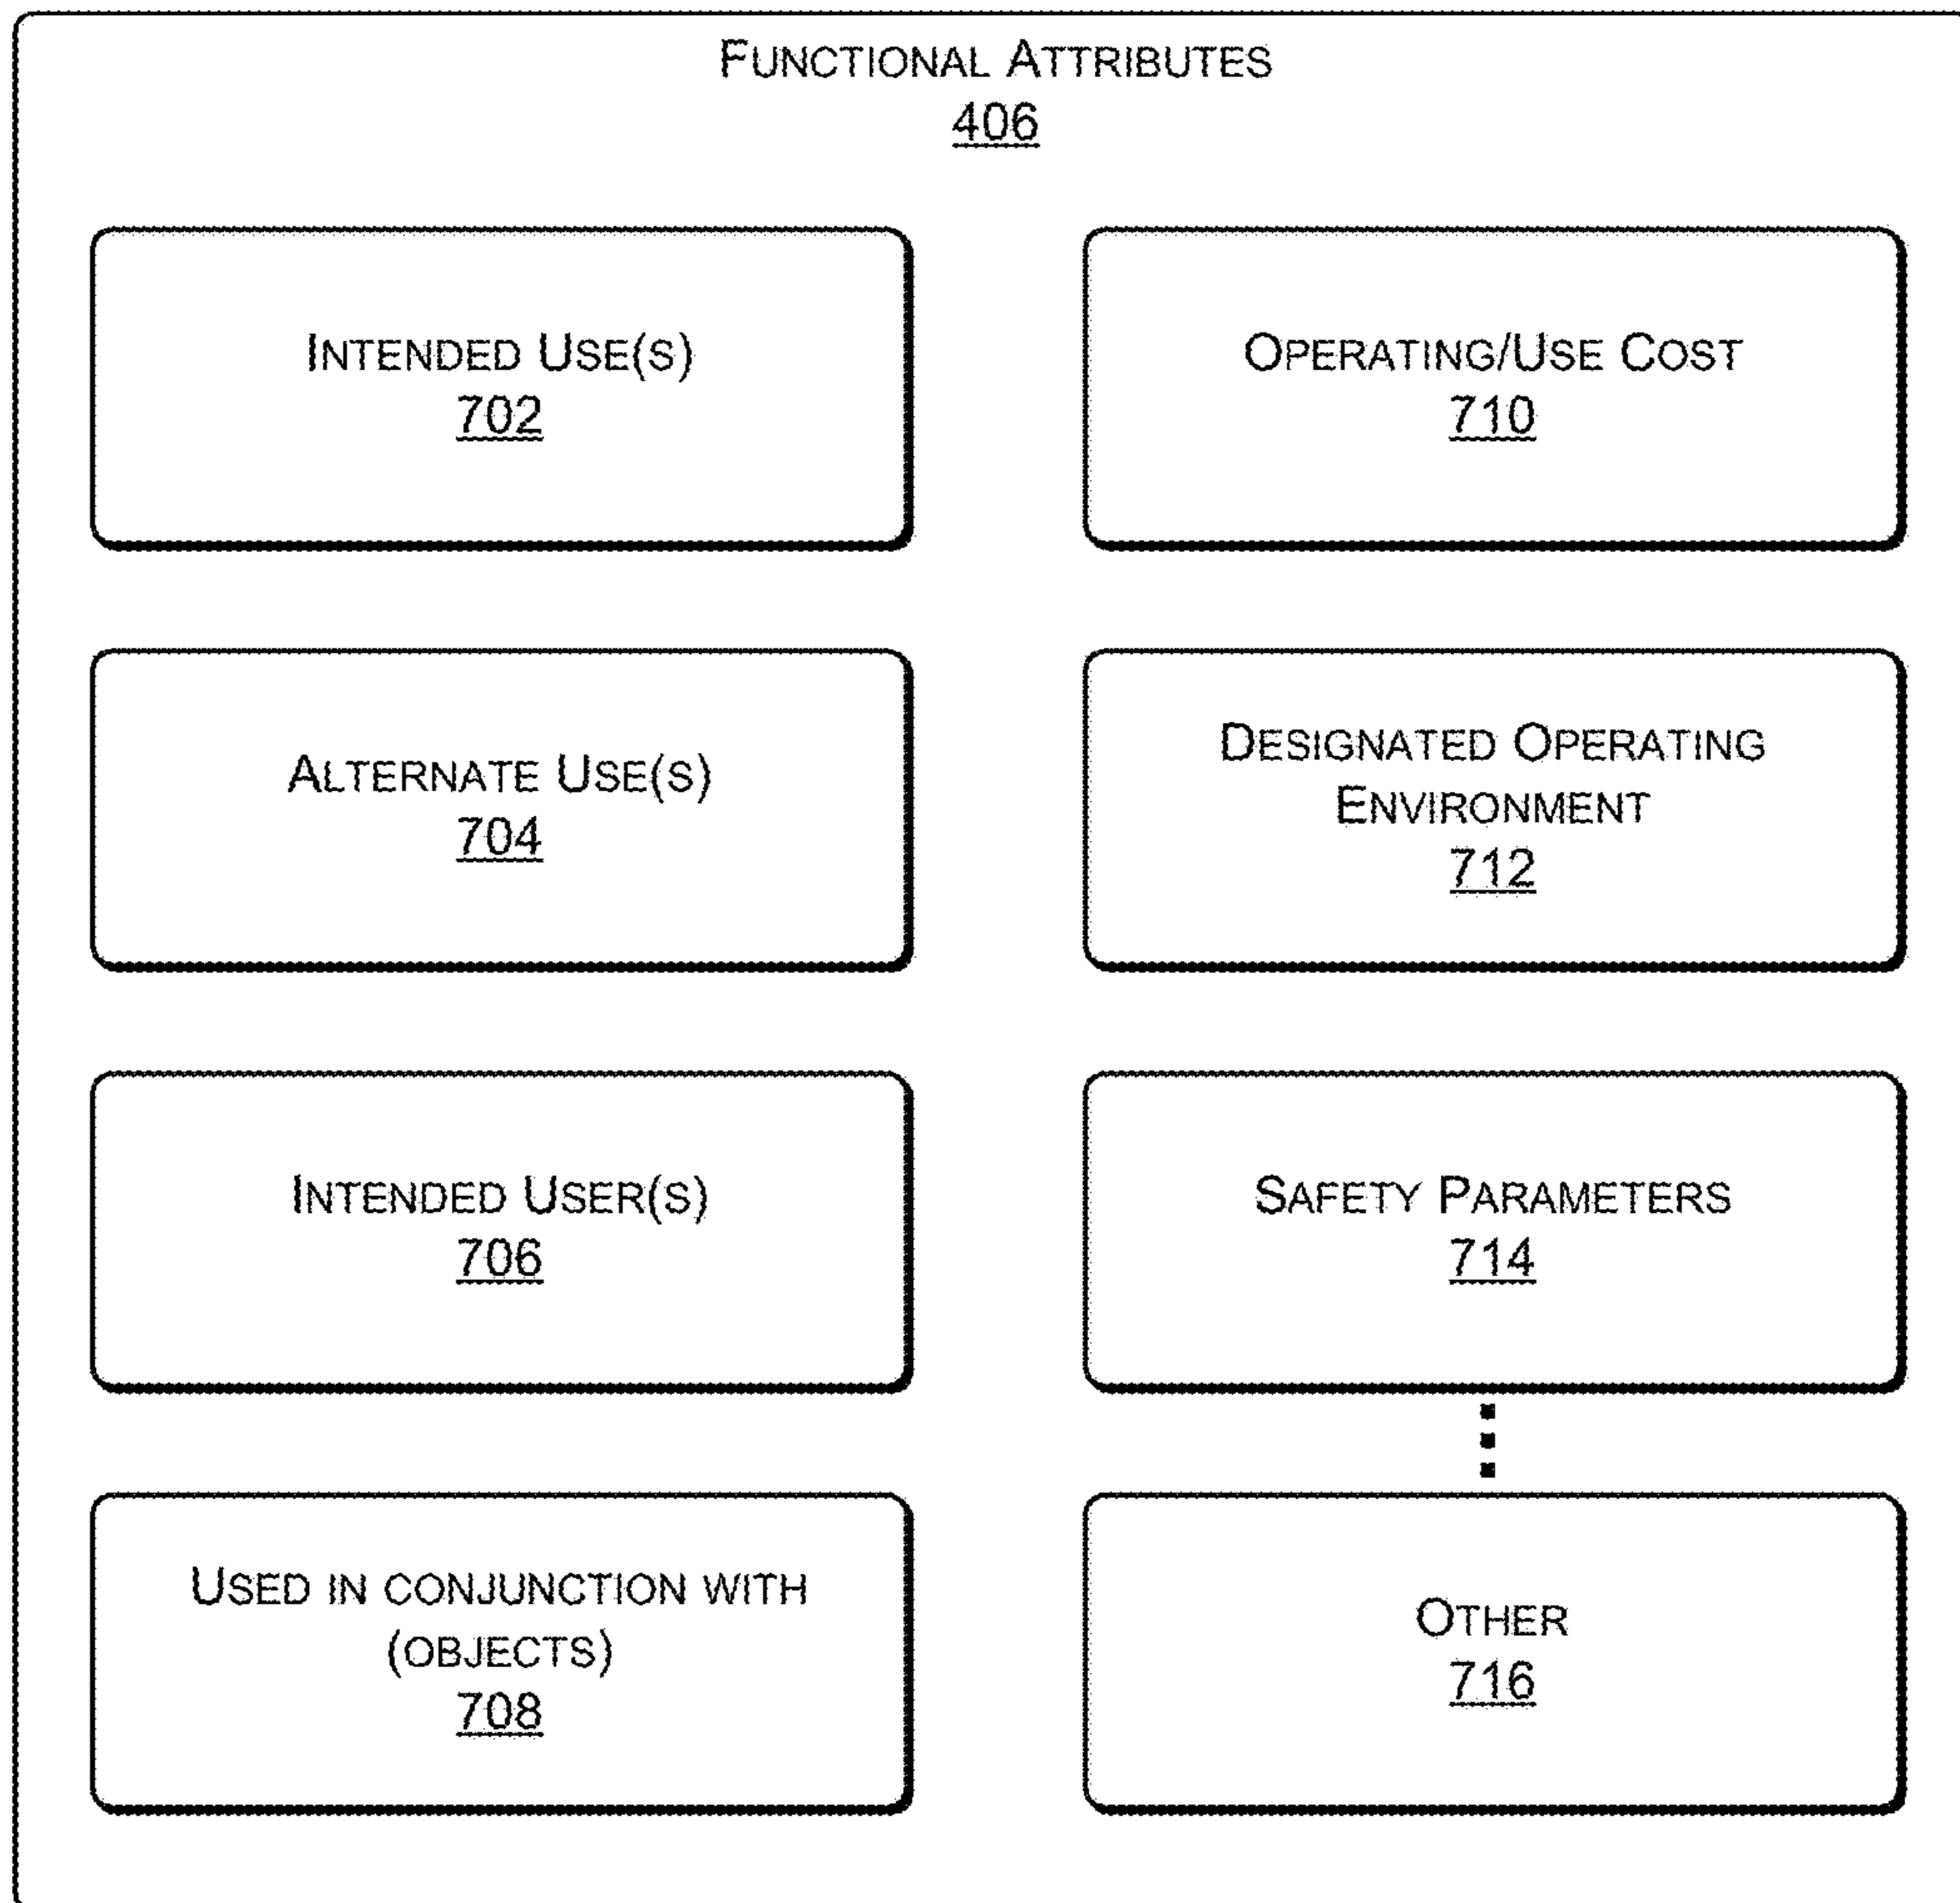 FUNCTIONAL ATTRIBUTES
406
INTENDED USE(S)
702
ALTERNATE USE(S)
704
INTENDED USER(S)
706
USED IN CONJUNCTION WITH
(OBJECTS)
708
OPERATING/USE COST
710
DESIGNATED OPERATING
ENVIRONMENT
712
SAFETY PARAMETERS
714
OTHER
716